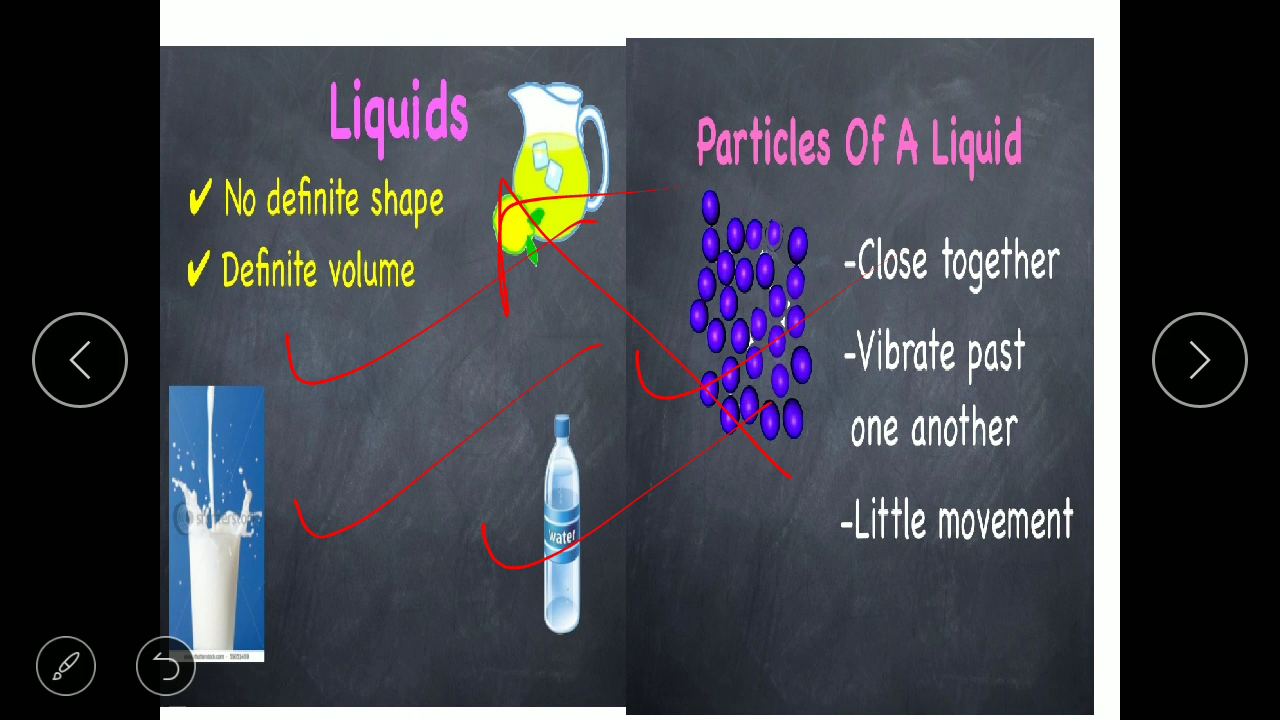 Liquids
✔ No definite shape
✔ Definite volume
water
Particles Of A Liquid
-Close together
-Vibrate past
one another
-Little movement